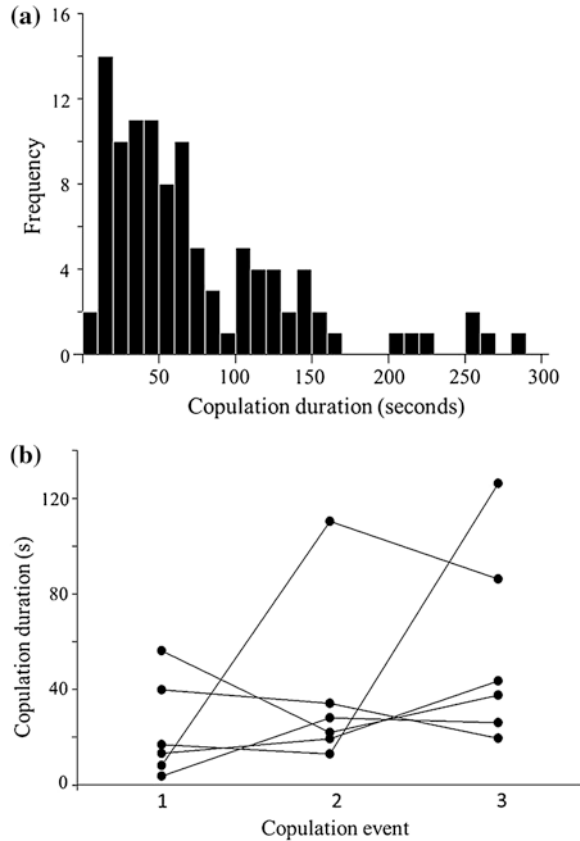 (a)
16
12
8
4
0
Frequency
50 100 150 200 250 300
Copulation duration (seconds)
(b)
120
80
40
0
Copulation duration (s)
1 2 3
Copulation event